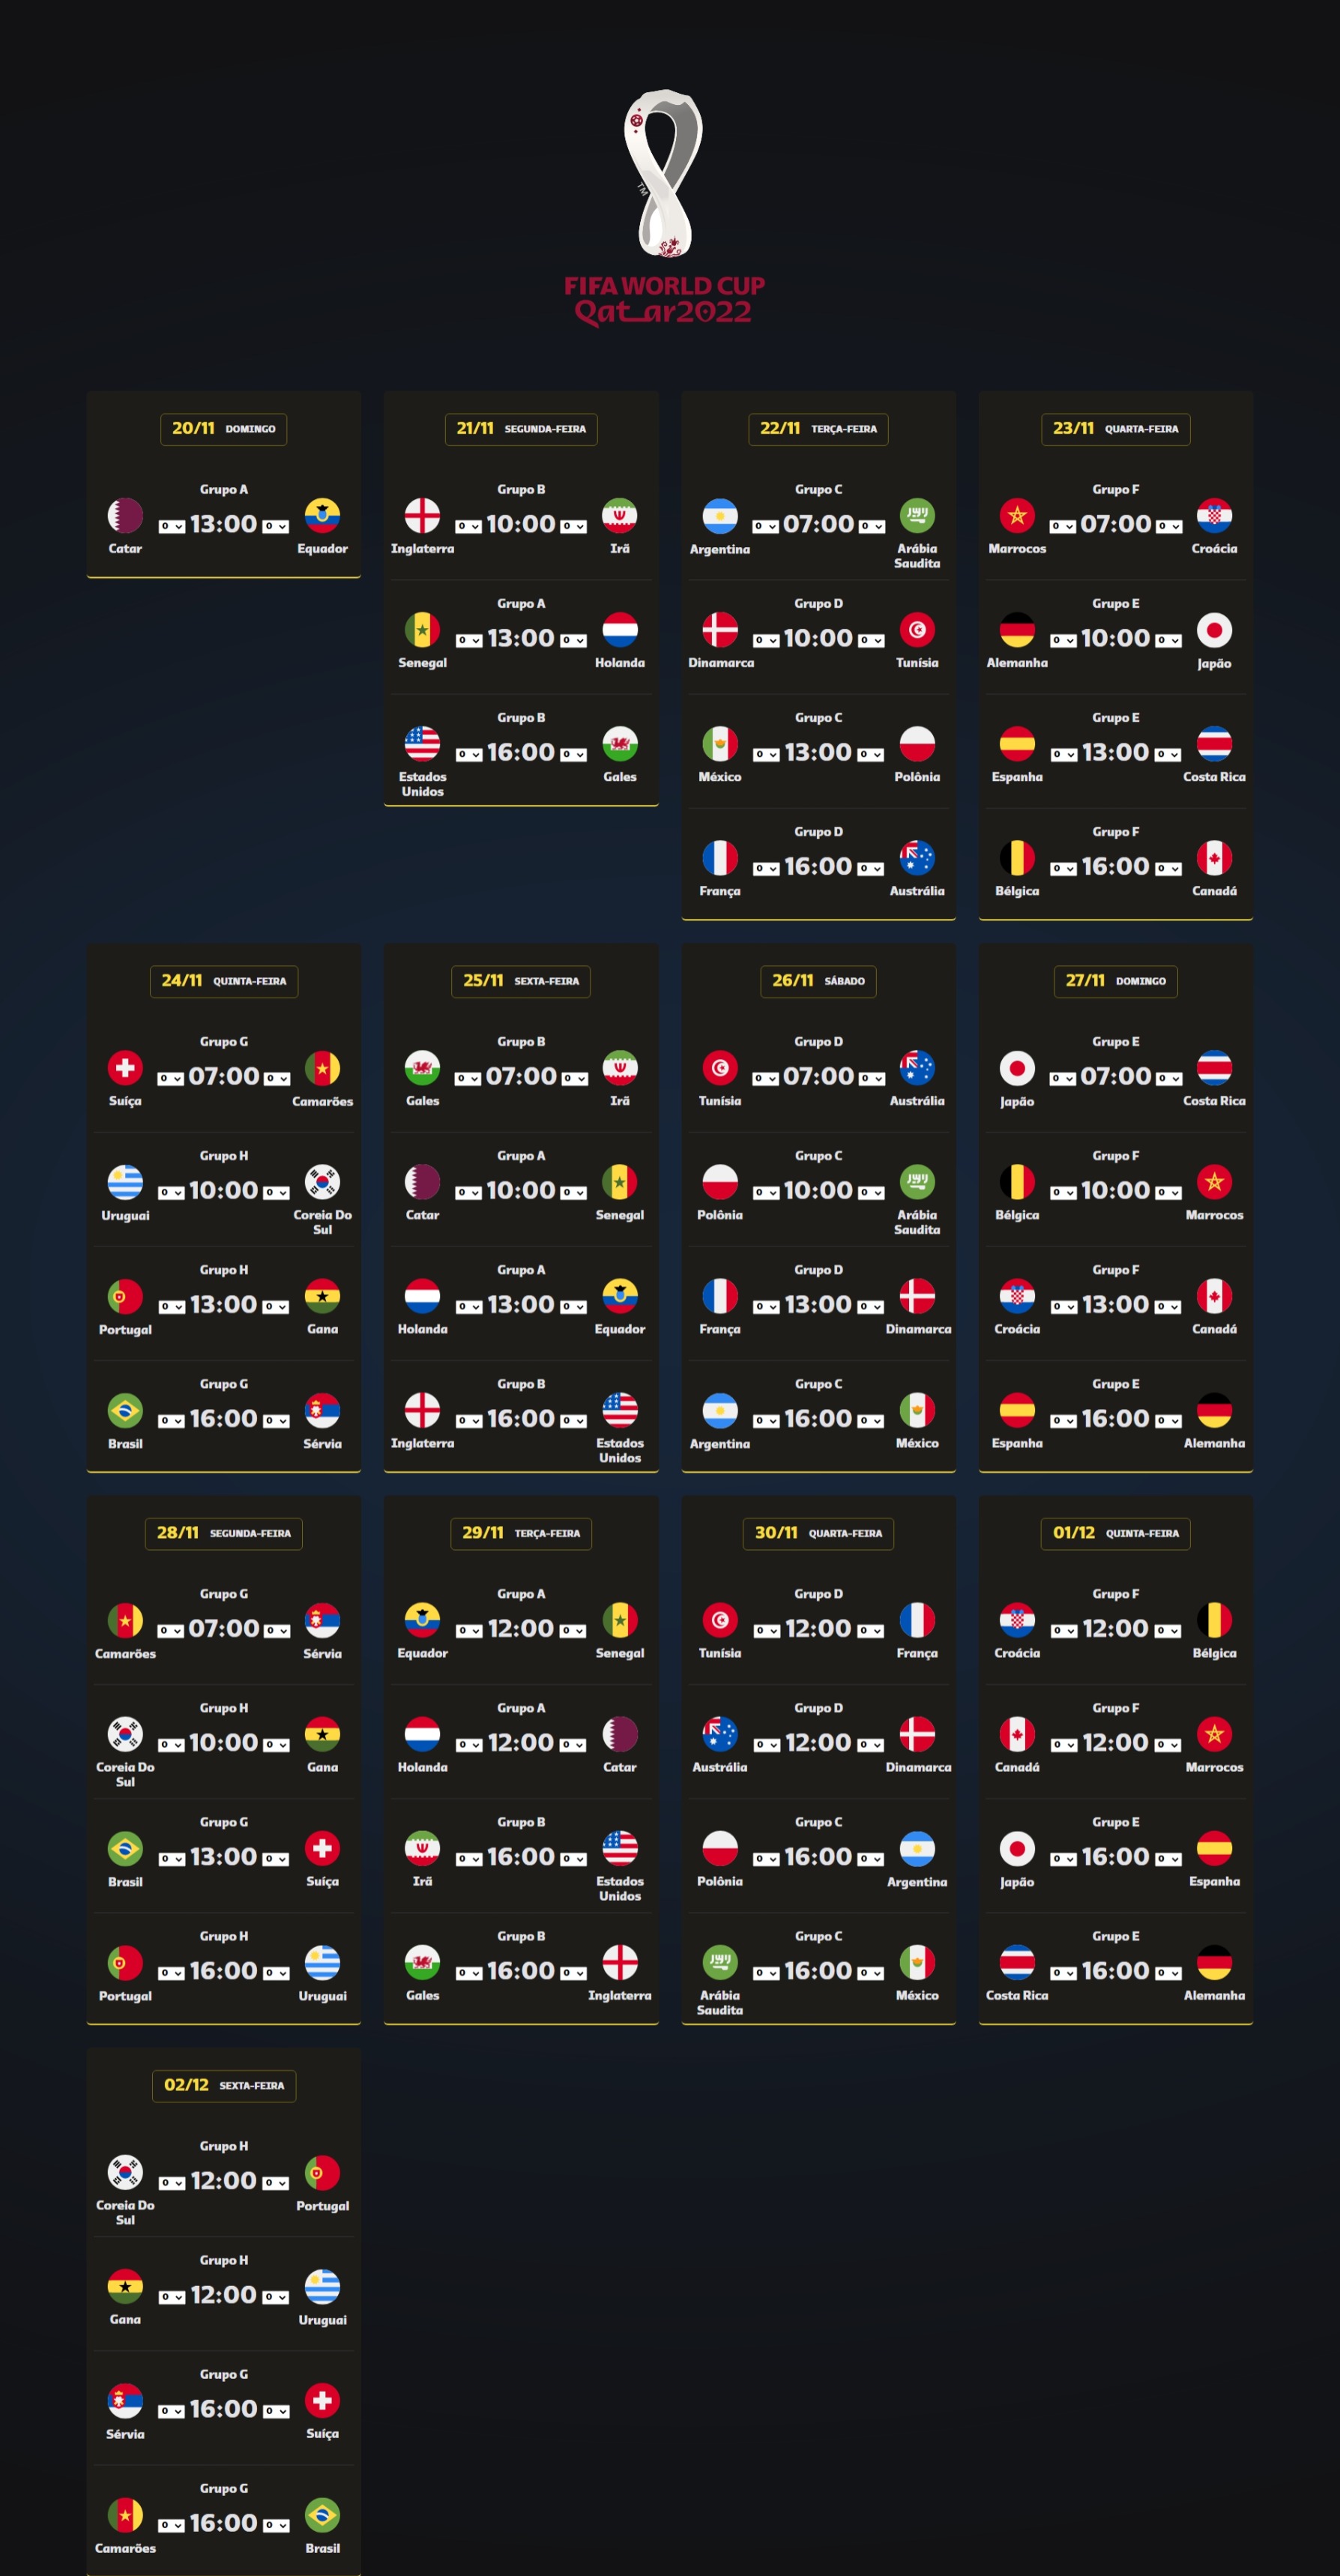 TM
FIFA WORLD CUP
Qatar2022
20/11 DOMINGO
Grupo A
0 13:00 0
Catar Equador
21/11 SEGUNDA-FEIRA
Grupo B
0 10:00 0
Inglaterra Irã
Grupo A
0 13:00 0
Senegal Holanda
Grupo B
0 16:00 0
Estados Gales
Unidos
22/11 TERÇA-FEIRA
Grupo C
0 07:00 0
Argentina Arábia
Saudita
Grupo D
0 10:00 0
Dinamarca Tunísia
Grupo C
0 13:00 0
México Polônia
Grupo D
0 16:00 0
França Austrália
23/11 QUARTA-FEIRA
Grupo F
0 07:00 0
Marrocos Croácia
Grupo E
0 10:00 0
Alemanha Japão
Grupo E
0 13:00 0
Espanha Costa Rica
Grupo F
0 16:00 0
Bélgica Canadá
24/11 QUINTA-FEIRA
Grupo G
0 07:00 0
Suíça Camarões
Grupo H
0 10:00 0
Uruguai Coreia Do
Sul
Grupo H
0 13:00 0
Portugal Gana
Grupo G
0 16:00 0
Brasil Sérvia
25/11 SEXTA-FEIRA
Grupo B
0 07:00 0
Gales Irã
Grupo A
0 10:00 0
Catar Senegal
Grupo A
0 13:00 0
Holanda Equador
Grupo B
0 16:00 0
Inglaterra Estados
Unidos
26/11 SÁBADO
Grupo D
0 07:00 0
Tunísia Austrália
Grupo C
0 10:00 0
Polônia Arábia
Saudita
Grupo D
0 13:00 0
França Dinamarca
Grupo C
0 16:00 0
Argentina México
27/11 DOMINGO
Grupo E
0 07:00 0
Japão Costa Rica
Grupo F
0 10:00 0
Bélgica Marrocos
Grupo F
0 13:00 0
Croácia Canadá
Grupo E
0 16:00 0
Espanha Alemanha
28/11 SEGUNDA-FEIRA
Grupo G
0 07:00 0
Camarões Sérvia
Grupo H
0 10:00 0
Coreia Do Gana
Sul
Grupo G
0 13:00 0
Brasil Suíça
Grupo H
0 16:00 0
Portugal Uruguai
29/11 TERÇA-FEIRA
Grupo A
0 12:00 0
Equador Senegal
Grupo A
0 12:00 0
Holanda Catar
Grupo B
0 16:00 0
Irã Estados
Unidos
Grupo B
0 16:00 0
Gales Inglaterra
30/11 QUARTA-FEIRA
Grupo D
0 12:00 0
Tunísia França
Grupo D
0 12:00 0
Austrália Dinamarca
Grupo C
0 16:00 0
Polônia Argentina
Grupo C
0 16:00 0
Arábia México
Saudita
01/12 QUINTA-FEIRA
Grupo F
0 12:00 0
Croácia Bélgica
Grupo F
0 12:00 0
Canadá Marrocos
Grupo E
0 16:00 0
Japão Espanha
Grupo E
0 16:00 0
Costa Rica Alemanha
02/12 SEXTA-FEIRA
Grupo H
0 12:00 0
Coreia Do Portugal
Sul
Grupo H
0 12:00 0
Gana Uruguai
Grupo G
0 16:00 0
Sérvia Suíça
Grupo G
0 16:00 0
Camarões Brasil